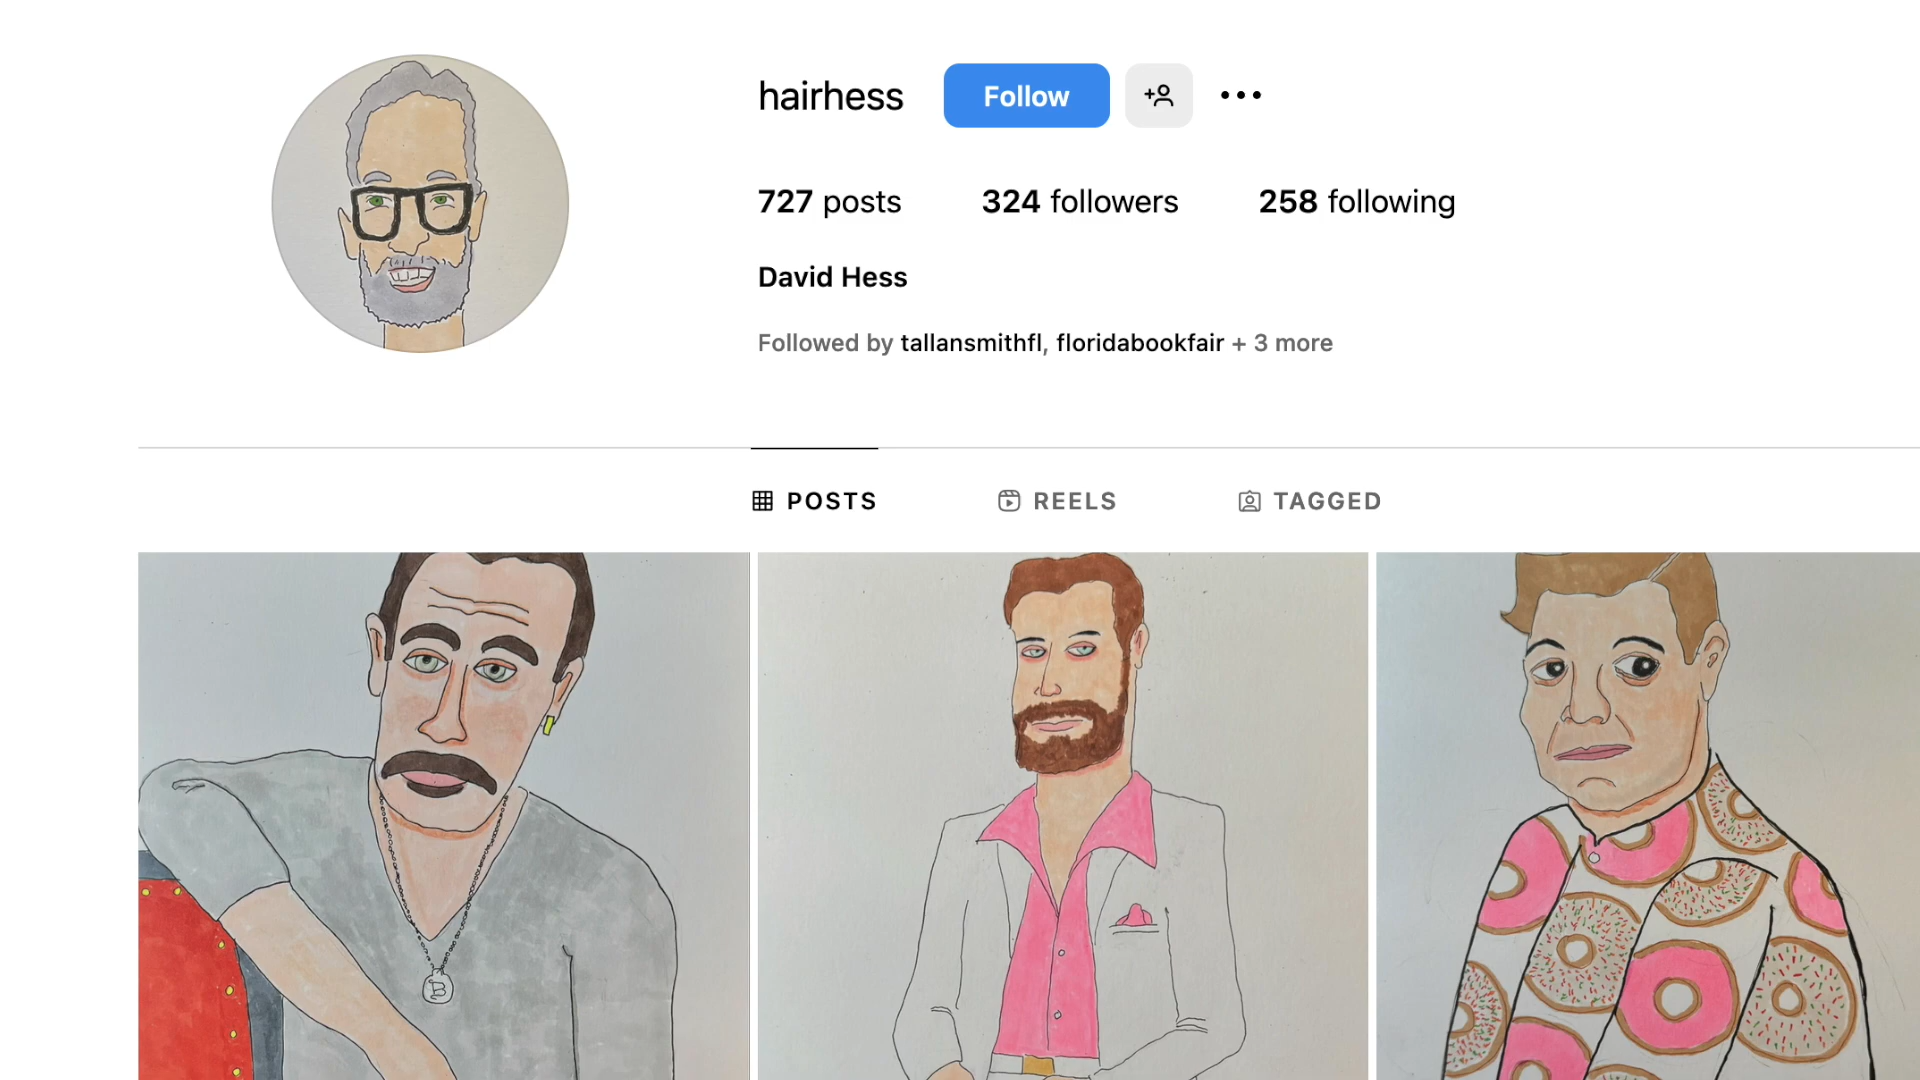 hairhess Follow
727 posts 324 followers 258 following
David Hess
Followed by tallansmithfl, floridabookfair + 3 more
POSTS REELS TAGGED
B